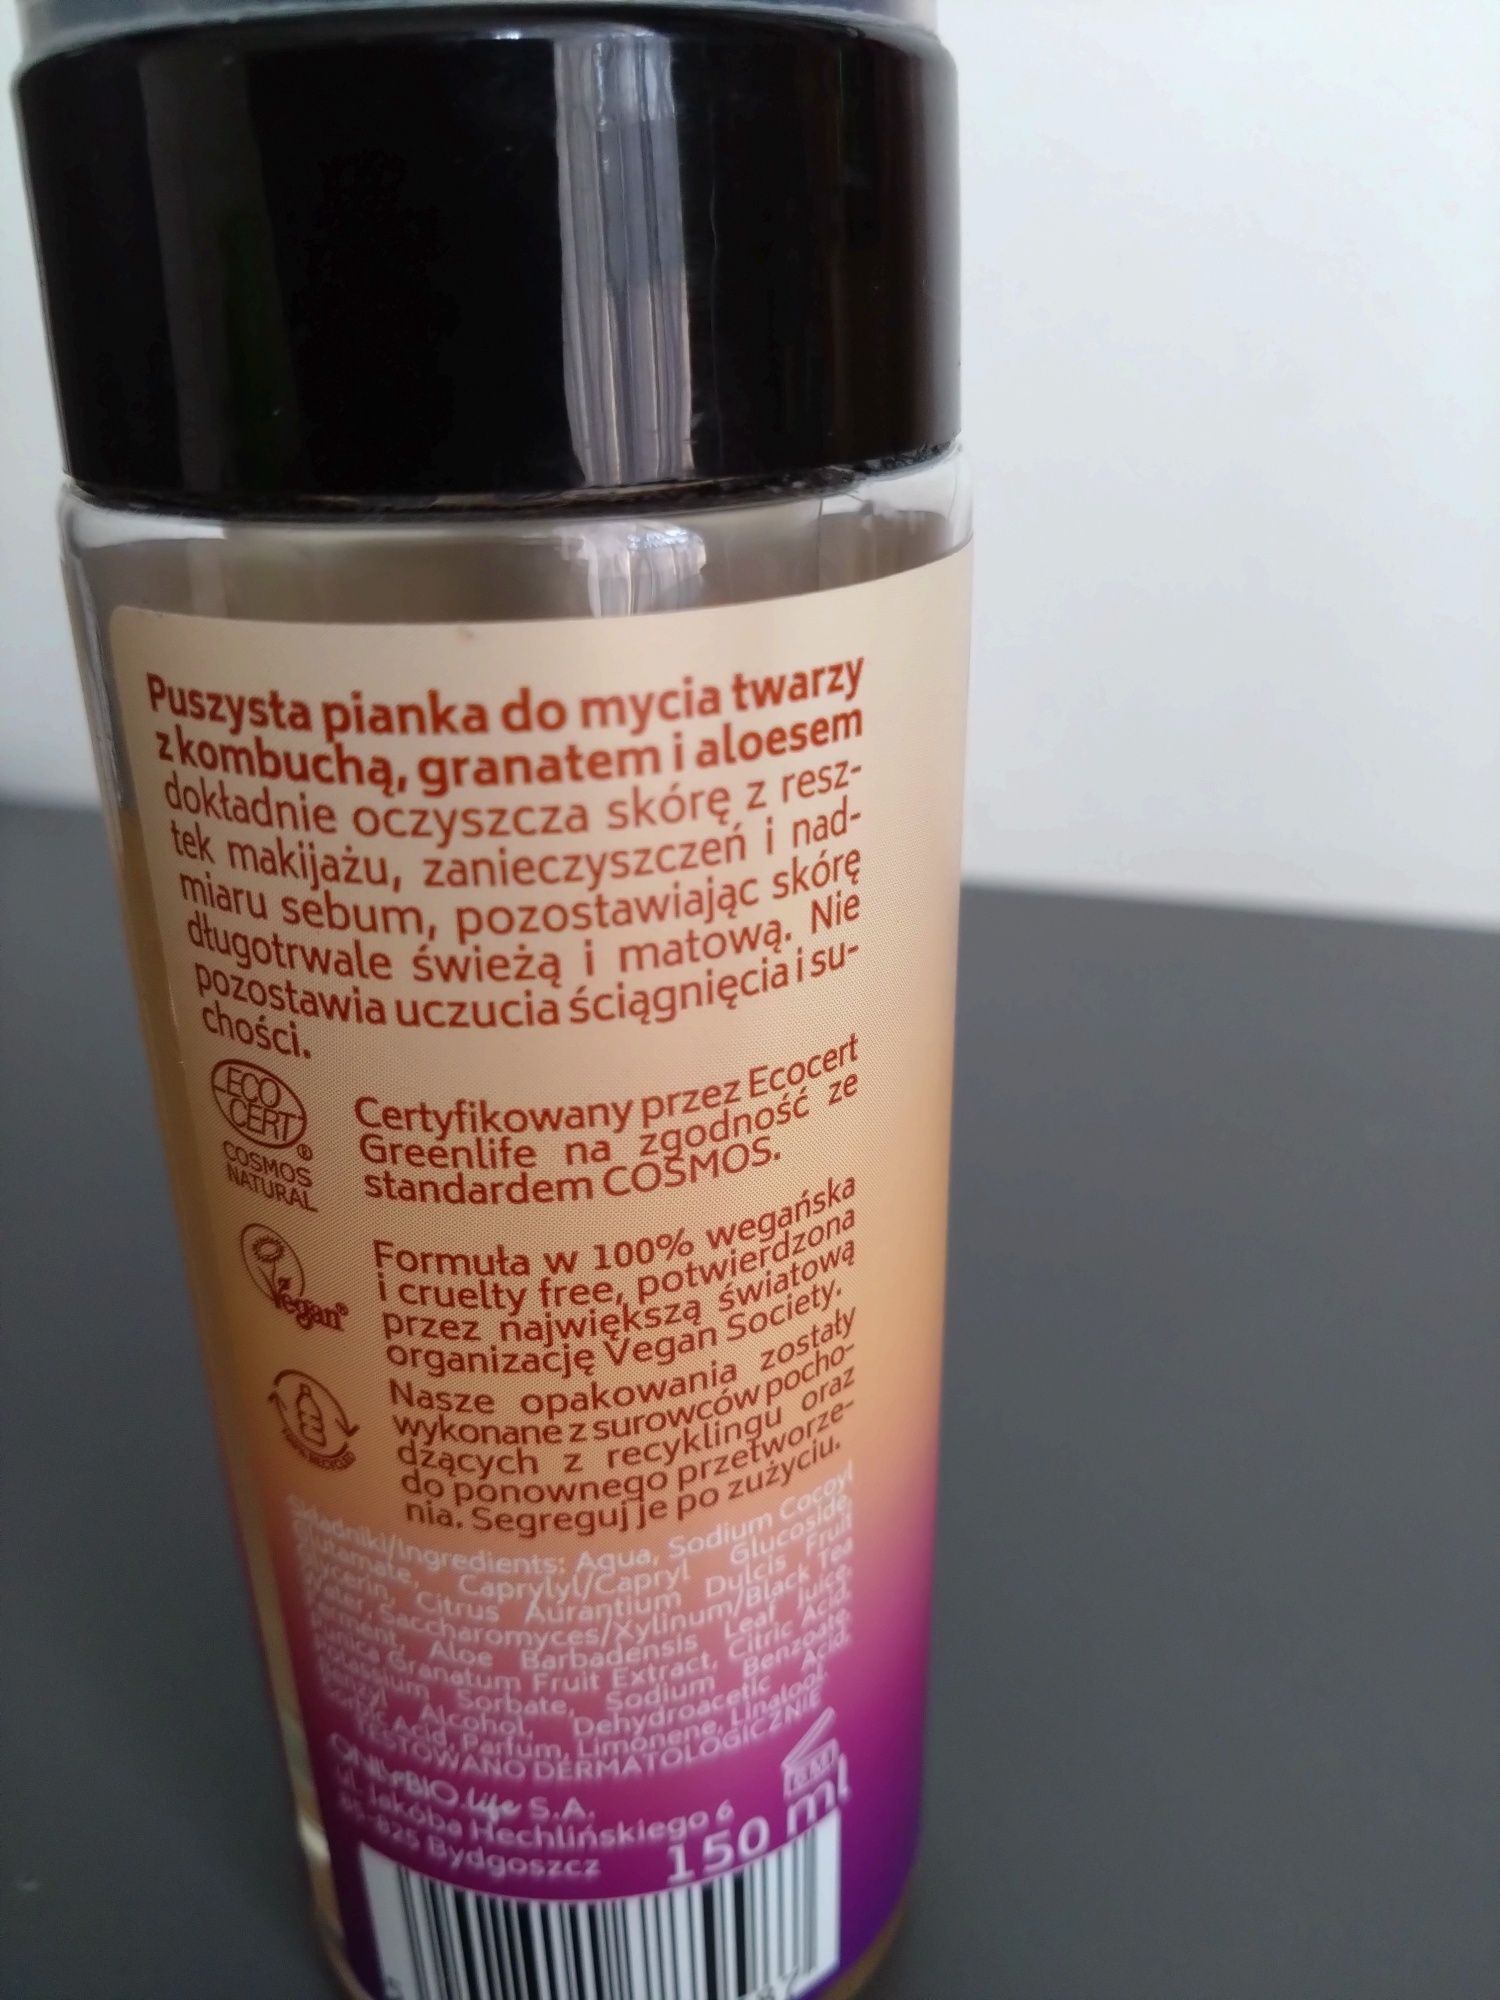 Puszysta pianka do mycia twarzy
z kombuchą, granatem i aloesem
dokładnie oczyszcza skórę z resz-
tek makijażu, zanieczyszczeń i nad-
miaru sebum, pozostawiając skórę
długotrwale świeżą i matową. Nie
pozostawia uczucia ściągnięcia i su-
chości.
ECO
CERT®
COSMOS
NATURAL
Certyfikowany przez Ecocert
Greenlife na zgodność ze
standardem COSMOS.
Vegan®
Formuła w 100% wegańska
i cruelty free, potwierdzona
przez największą światową
organizację Vegan Society.
Nasze opakowania zostały
wykonane z surowców pocho-
dzących z recyklingu oraz
do ponownego przetworze-
nia. Segreguj je po zużyciu.
Składniki/Ingredients: Aqua, Sodium Cocoyl
Glutamate, Caprylyl/Capryl Glucoside,
Glycerin, Citrus Aurantium Dulcis Fruit
Water, Saccharomyces/Xylinum/Black Tea
Ferment, Aloe Barbadensis Leaf Juice,
Punica Granatum Fruit Extract, Citric Acid,
Potassium Sorbate, Sodium Benzoate,
Benzyl Alcohol, Dehydroacetic Acid,
Sorbic Acid, Parfum, Limonene, Linalool.
TESTOWANO DERMATOLOGICZNIE
ONLYBIO.life S.A.
ul. Jakóba Hechlińskiego 6
85-825 Bydgoszcz
6M
150 ml